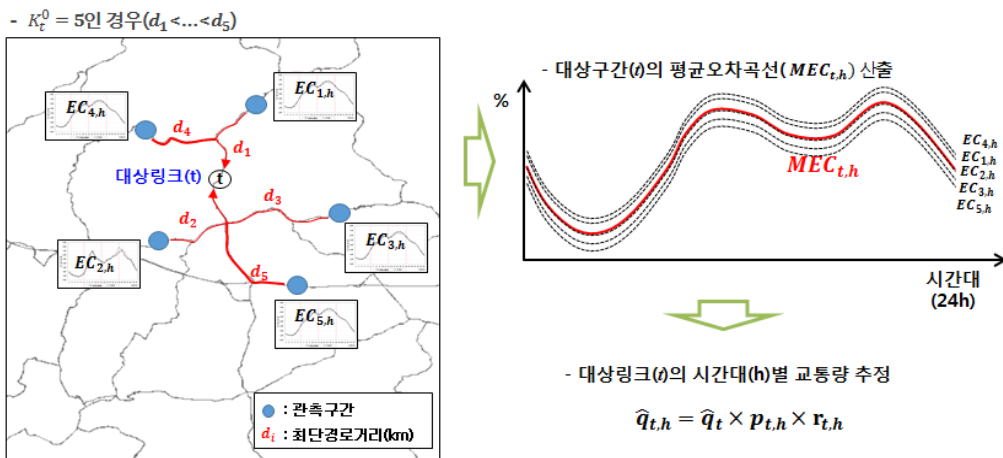 - K_t^0 = 5인 경우(d_1<...<d_5)
EC_{4,h}
EC_{1,h}
d_4
d_1
대상링크(t)
t
d_3
d_2
EC_{3,h}
EC_{2,h}
d_5
EC_{5,h}
: 관측구간
d_i : 최단경로거리(km)
- 대상구간(t)의 평균오차곡선(MEC_{t,h}) 산출
%
MEC_{t,h}
EC_{4,h}
EC_{1,h}
EC_{2,h}
EC_{3,h}
EC_{5,h}
시간대
(24h)
- 대상링크(t)의 시간대(h)별 교통량 추정
q̂_{t,h} = q̂_t × p_{t,h} × r_{t,h}